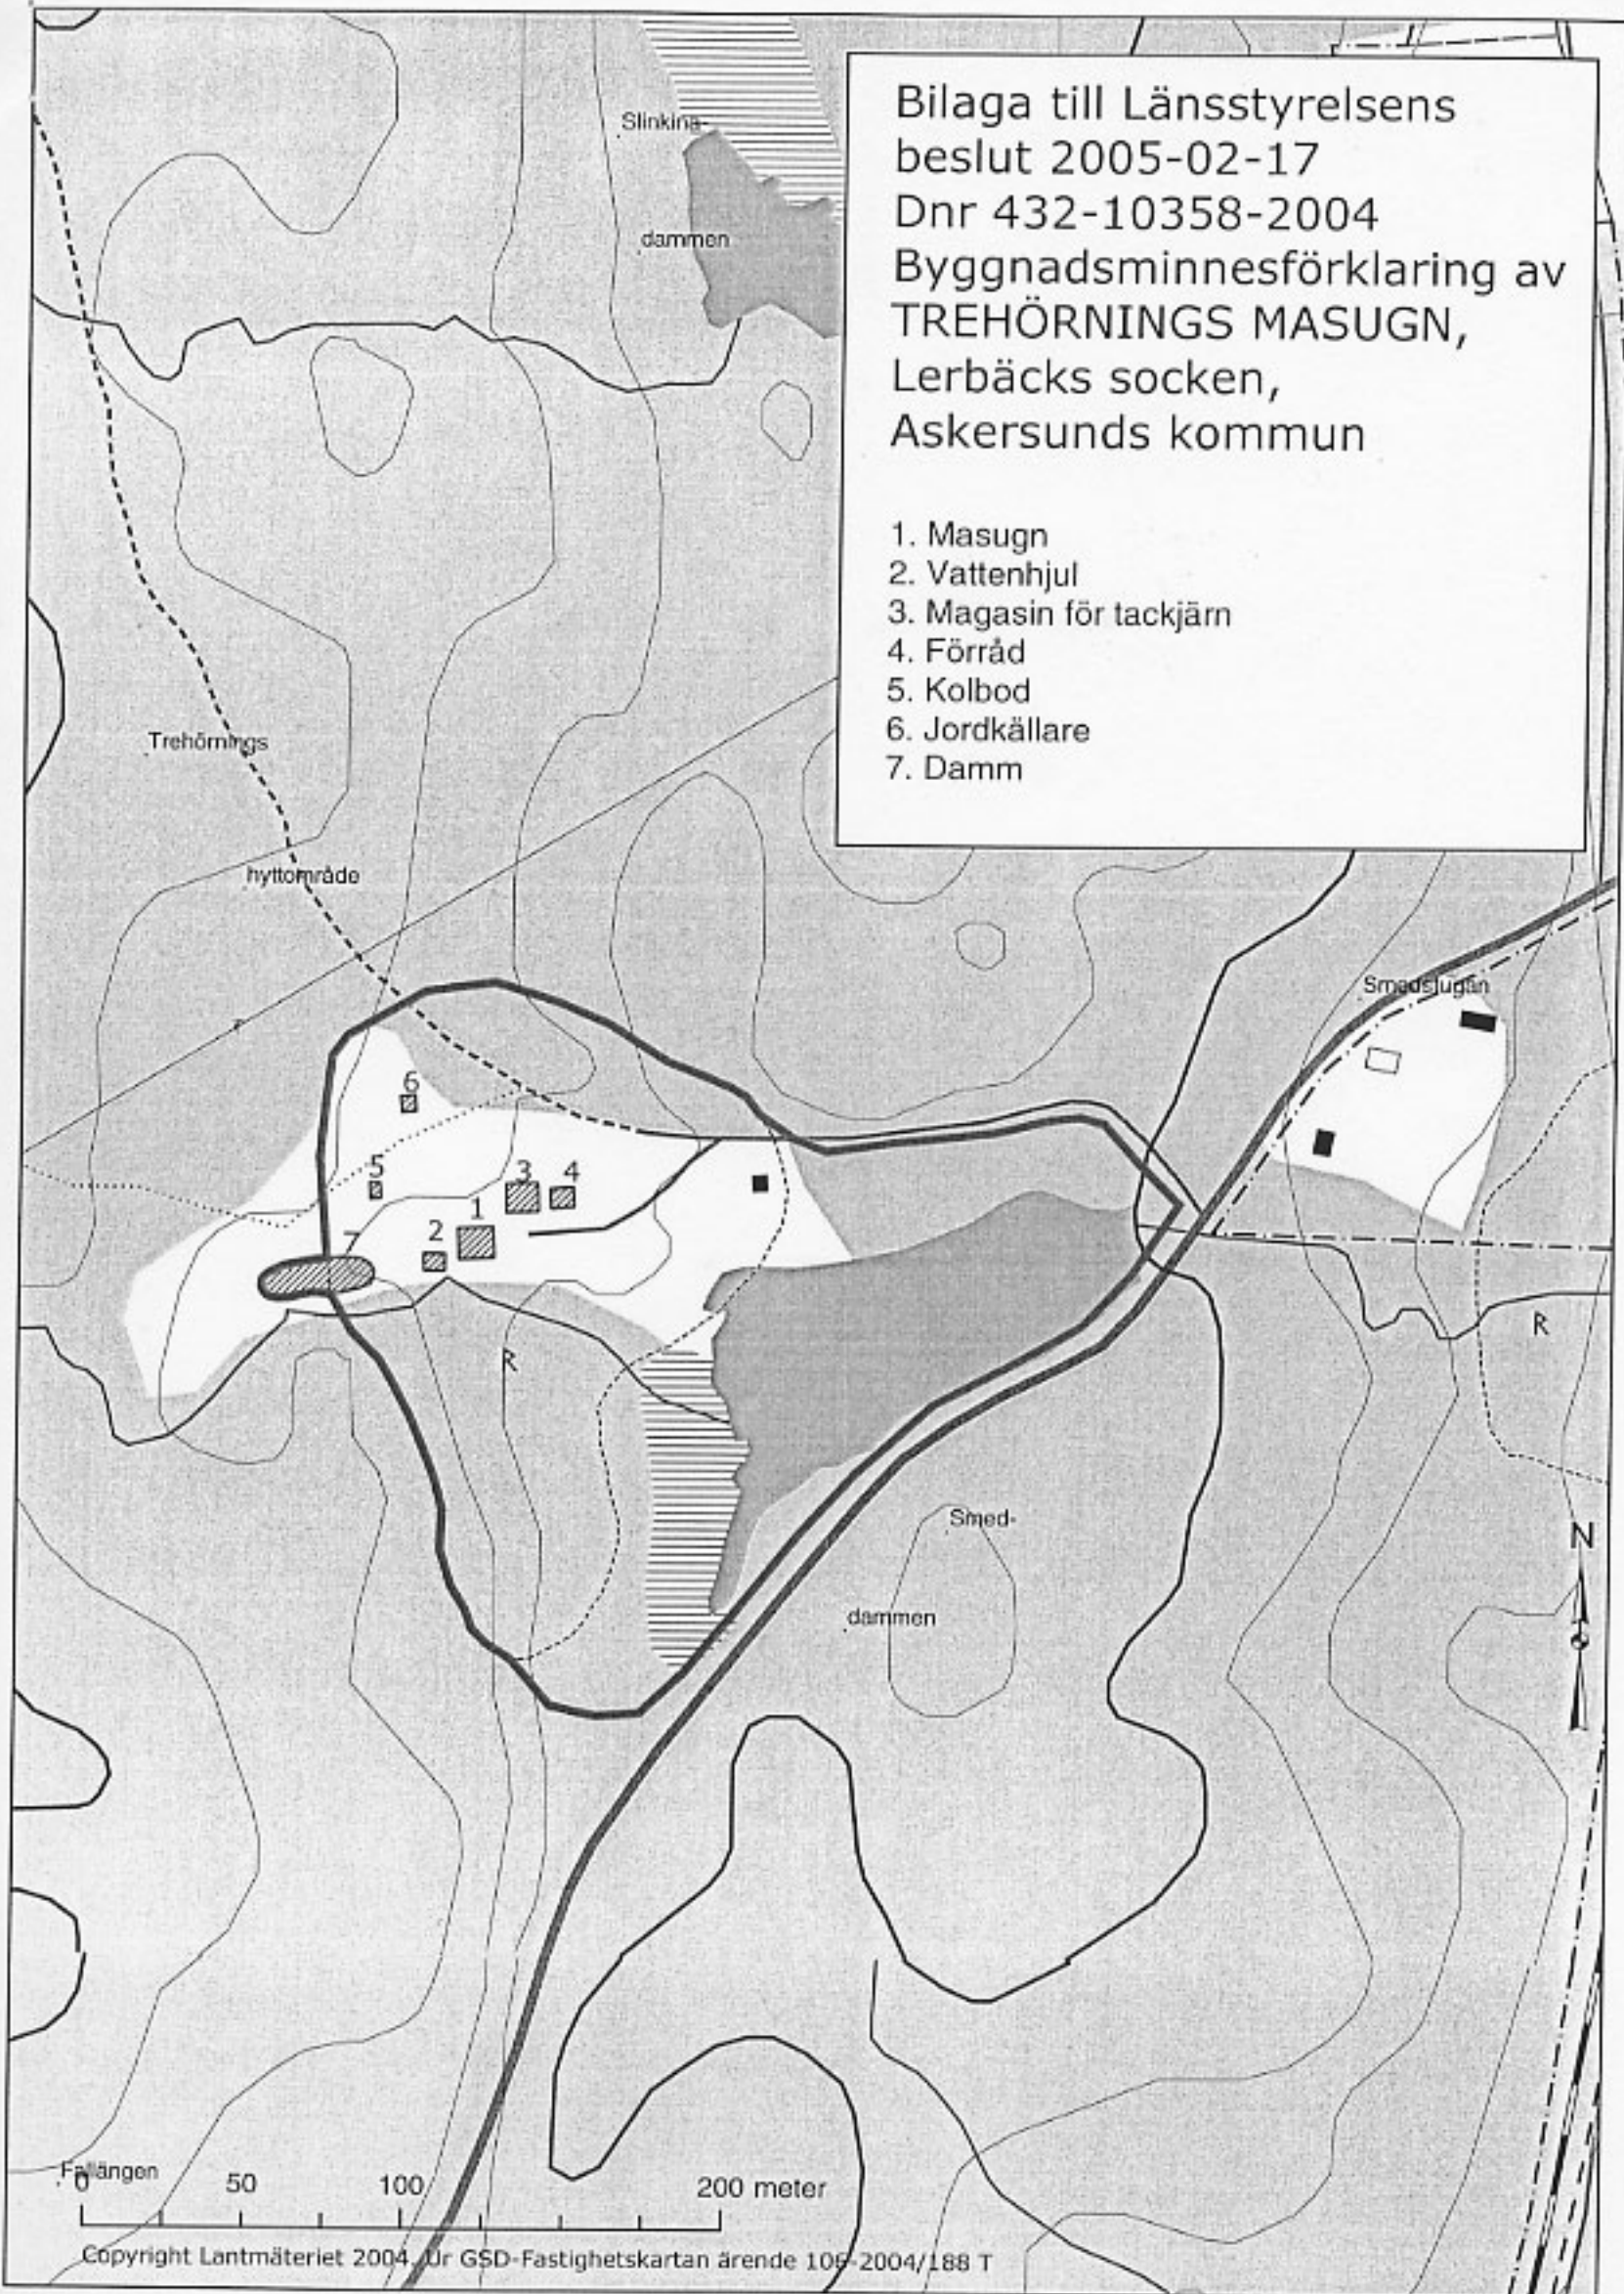 Bilaga till Länsstyrelsens
beslut 2005-02-17
Dnr 432-10358-2004
Byggnadsminnesförklaring av
TREHÖRNINGS MASUGN,
Lerbäcks socken,
Askersunds kommun
1. Masugn
2. Vattenhjul
3. Magasin för tackjärn
4. Förråd
5. Kolbod
6. Jordkällare
7. Damm
Slinkina-
dammen
Trehörnings
hyttområde
Smedstugan
6
5
3
4
1
2
7
R
R
Smed-
dammen
N
Fallängen
0
50
100
200 meter
Copyright Lantmäteriet 2004. Ur GSD-Fastighetskartan ärende 106-2004/188 T